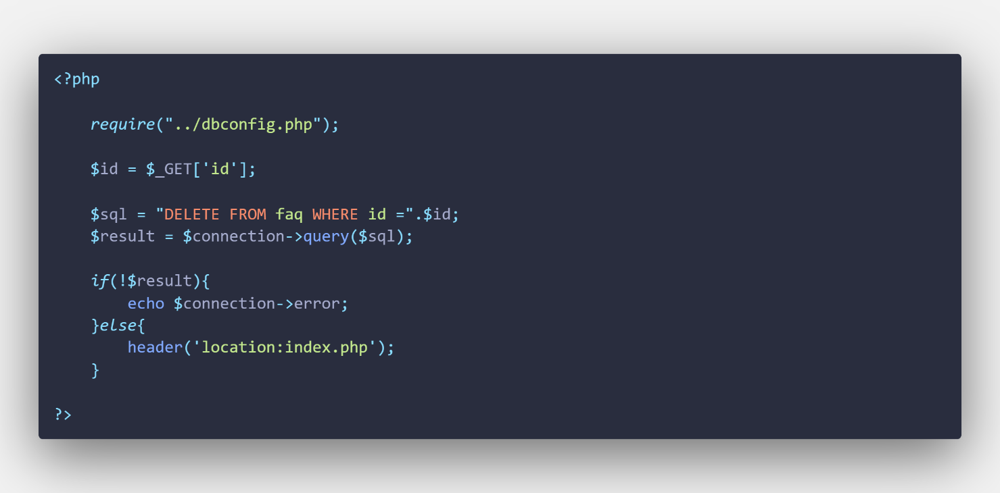 <?php
require("../dbconfig.php");
$id = $_GET['id'];
$sql = "DELETE FROM faq WHERE id =".$id;
$result = $connection->query($sql);
if(!$result){
echo $connection->error;
}else{
header('location:index.php');
}
?>